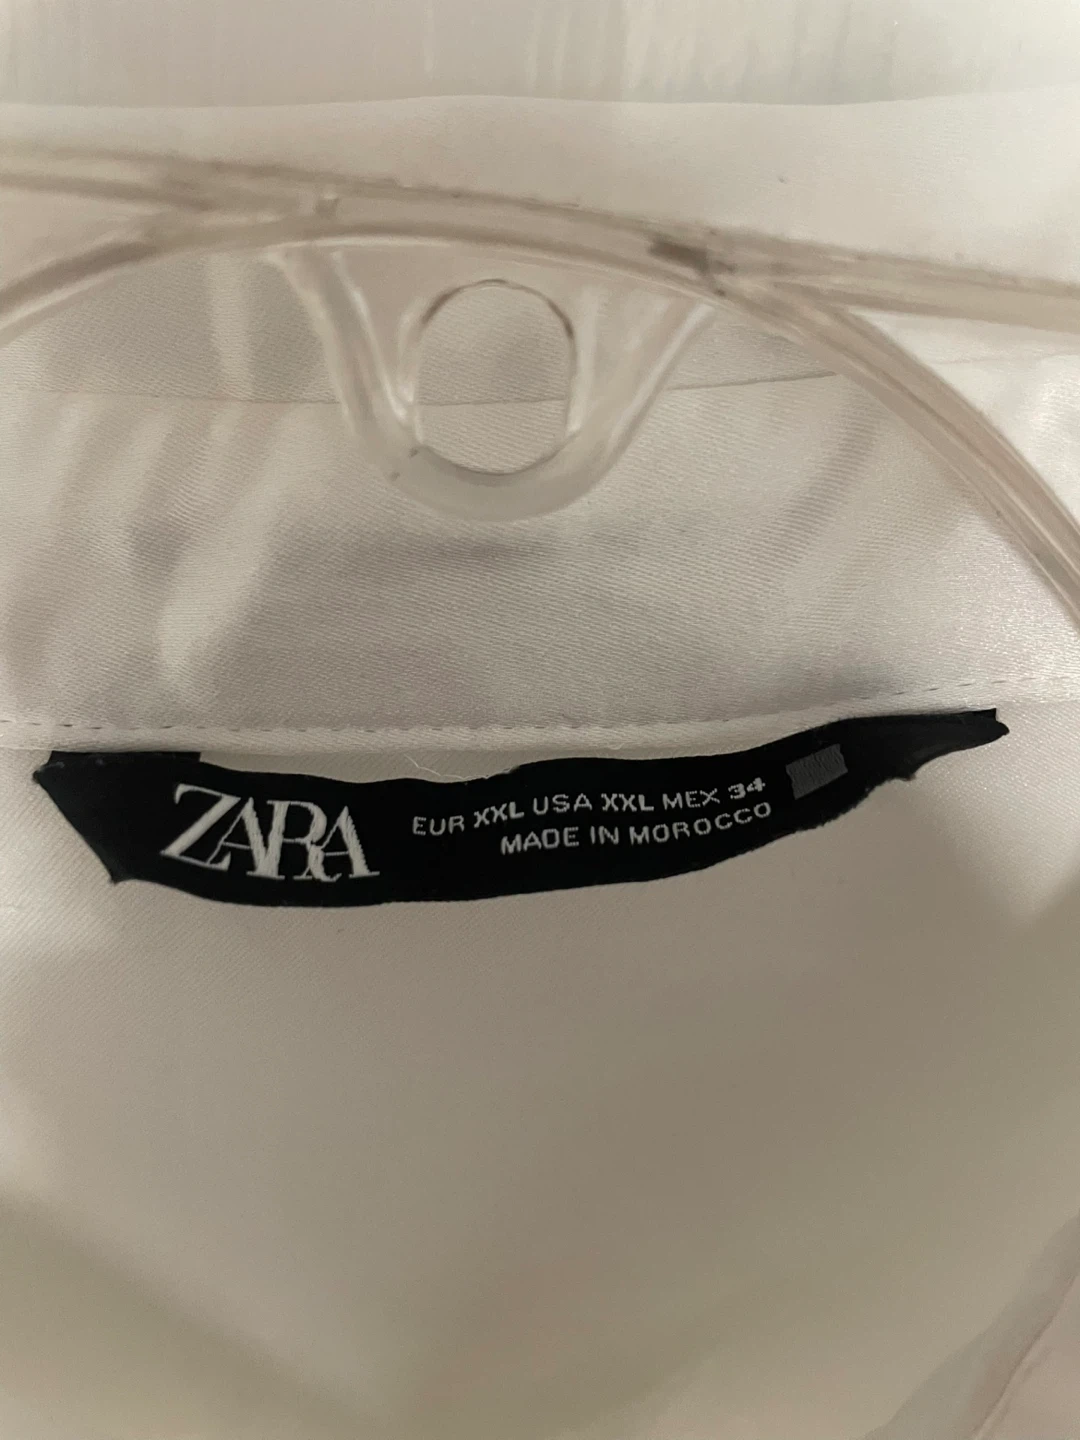 ZARA
EUR XXL USA XXL MEX 34
MADE IN MOROCCO